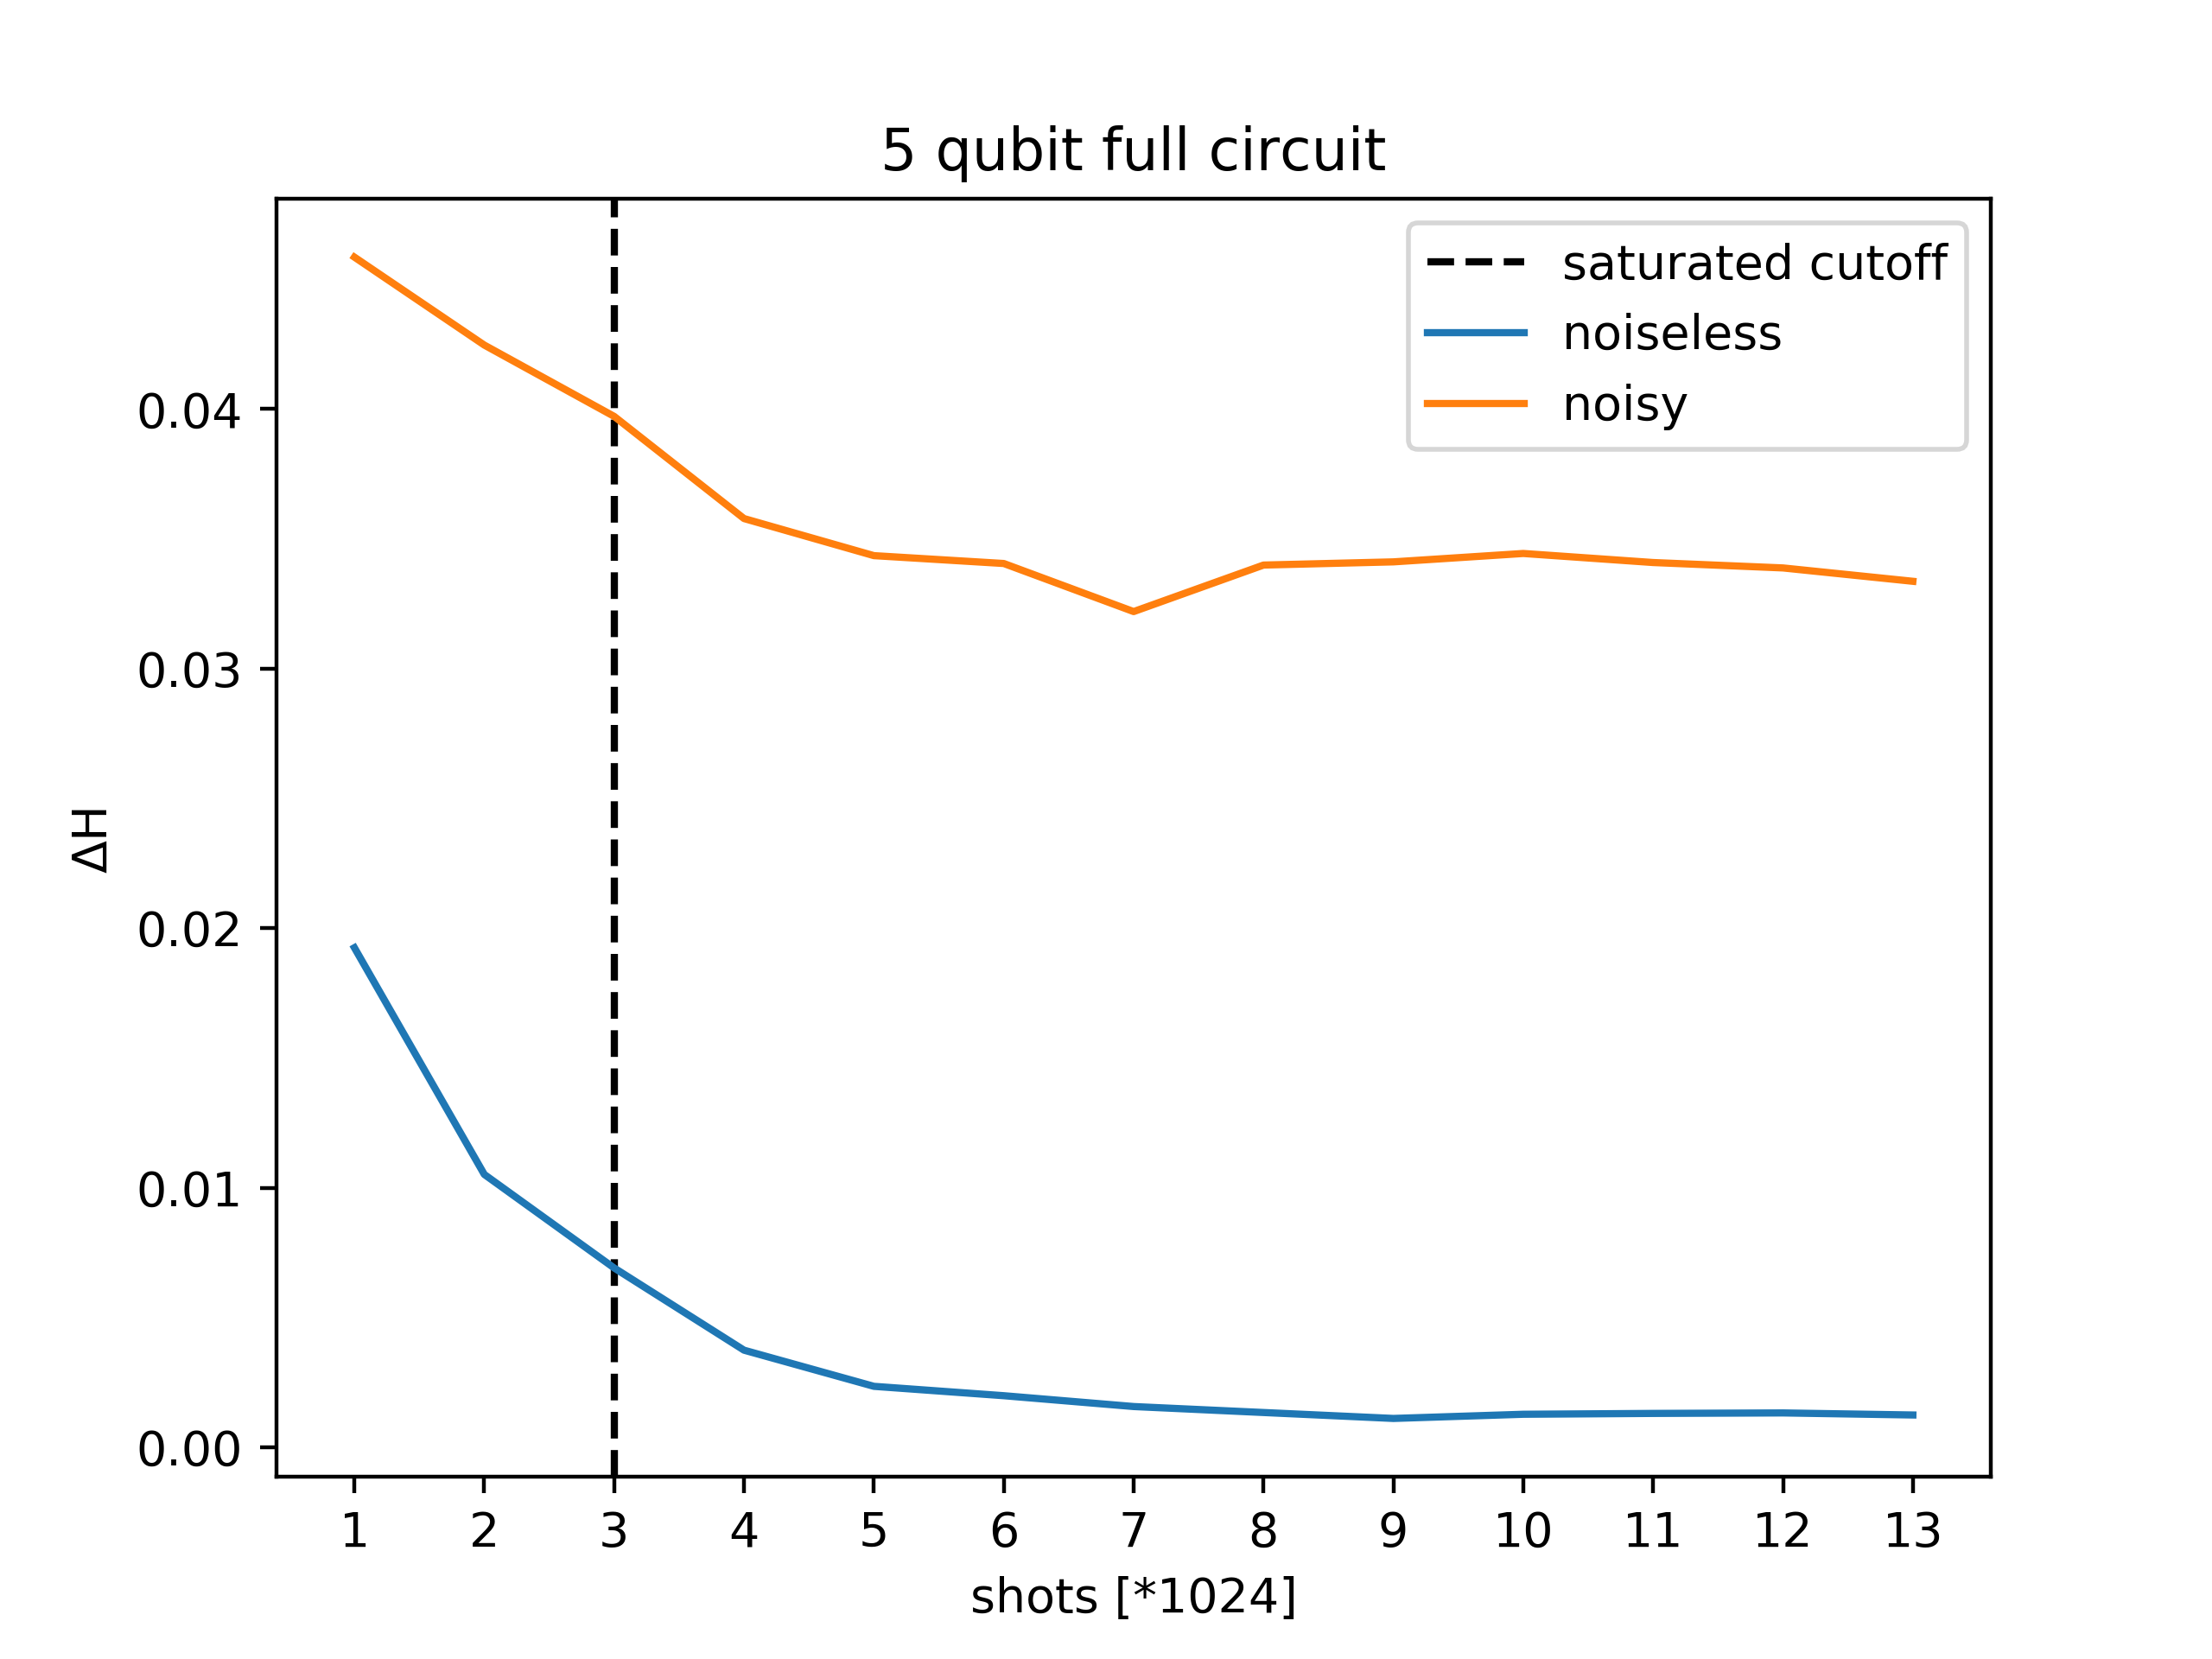 5 qubit full circuit
saturated cutoff
noiseless
noisy
0.04
0.03
0.02
0.01
0.00
ΔH
1 2 3 4 5 6 7 8 9 10 11 12 13
shots [*1024]